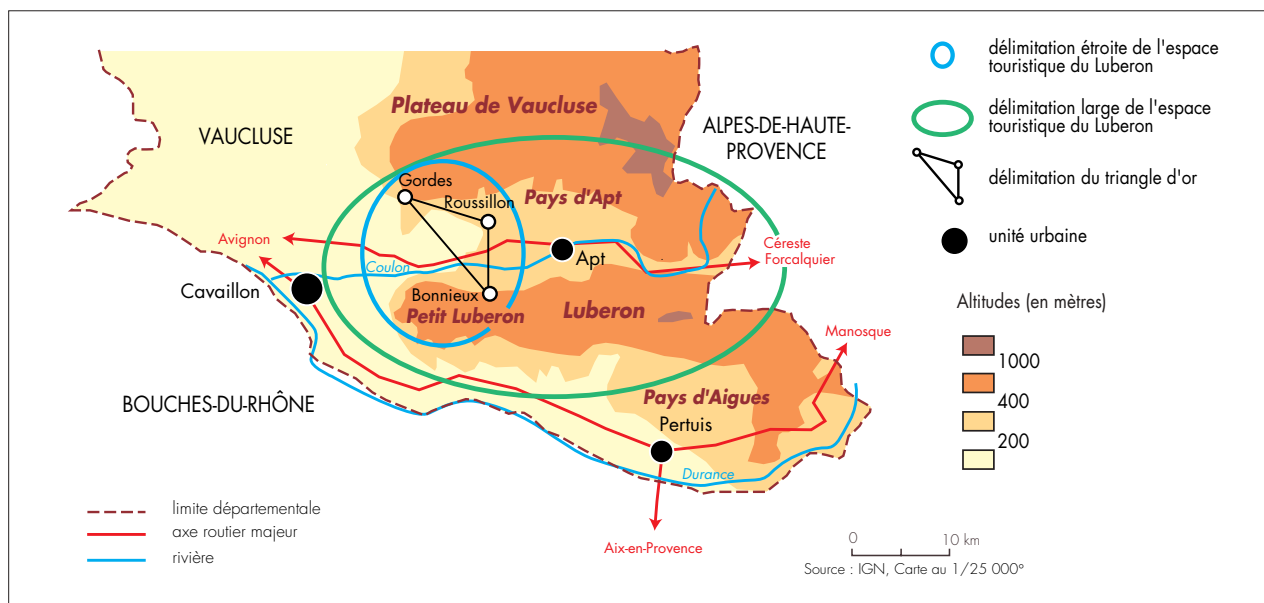 Plateau de Vaucluse
VAUCLUSE
ALPES-DE-HAUTE-
PROVENCE
Gordes
Roussillon
Pays d'Apt
Avignon
Coulon
Apt
Céreste
Forcalquier
Cavaillon
Bonnieux
Petit Luberon
Luberon
Manosque
BOUCHES-DU-RHÔNE
Pays d'Aigues
Pertuis
Durance
Aix-en-Provence
délimitation étroite de l'espace
touristique du Luberon
délimitation large de l'espace
touristique du Luberon
délimitation du triangle d'or
unité urbaine
Altitudes (en mètres)
1000
400
200
limite départementale
axe routier majeur
rivière
0 10 km
Source : IGN, Carte au 1/25 000°